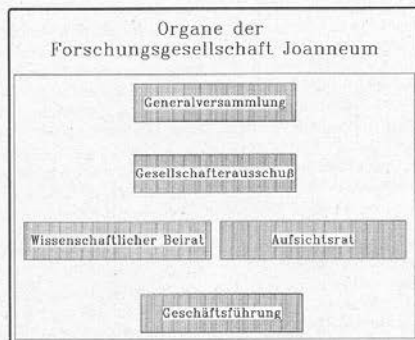 Organe der
Forschungsgesellschaft Joanneum
Generalversammlung
Gesellschafterausschuß
Wissenschaftlicher Beirat
Aufsichtsrat
Geschäftsführung